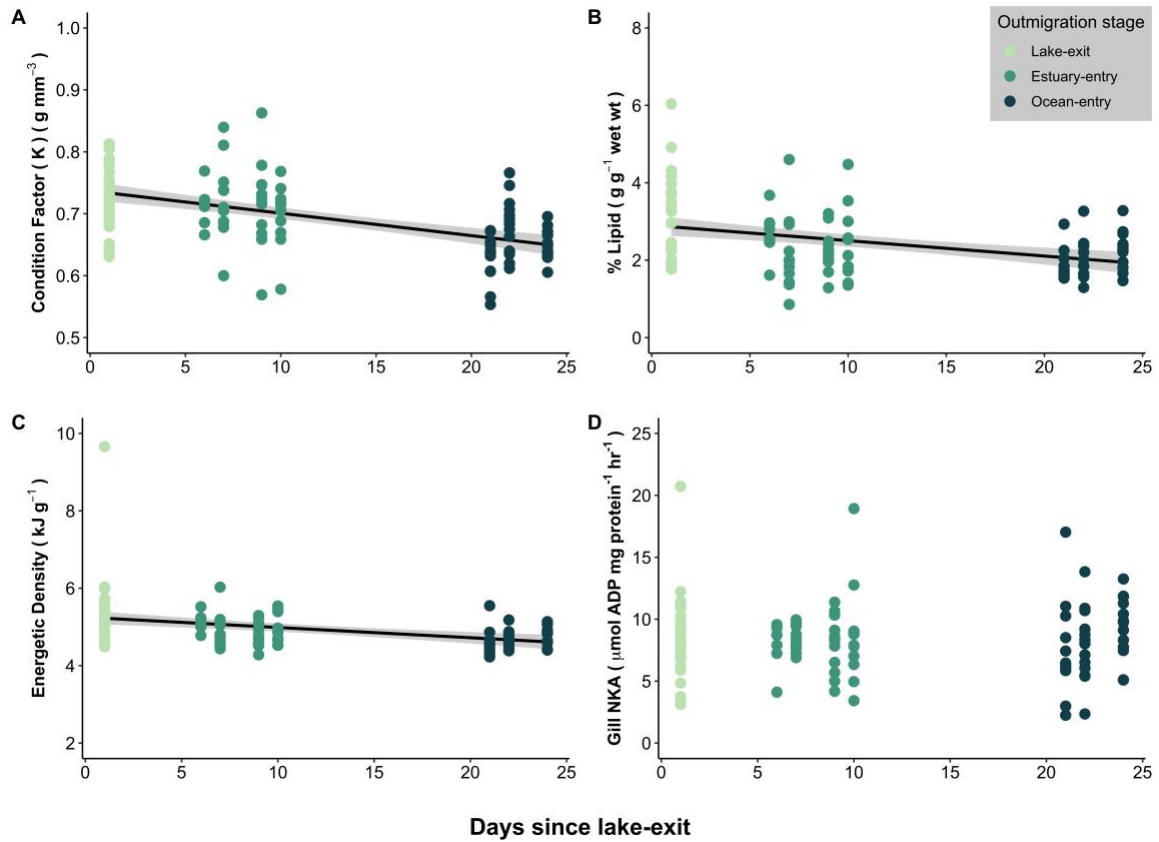 A
Condition Factor ( K ) ( g mm⁻³ )
1.0
0.9
0.8
0.7
0.6
0.5
0 5 10 15 20 25
B
% Lipid ( g g⁻¹ wet wt )
8
6
4
2
0
0 5 10 15 20 25
Outmigration stage
Lake-exit
Estuary-entry
Ocean-entry
C
Energetic Density ( kJ g⁻¹ )
10
8
6
4
2
0 5 10 15 20 25
D
Gill NKA ( μmol ADP mg protein⁻¹ hr⁻¹ )
25
20
15
10
5
0
0 5 10 15 20 25
Days since lake-exit